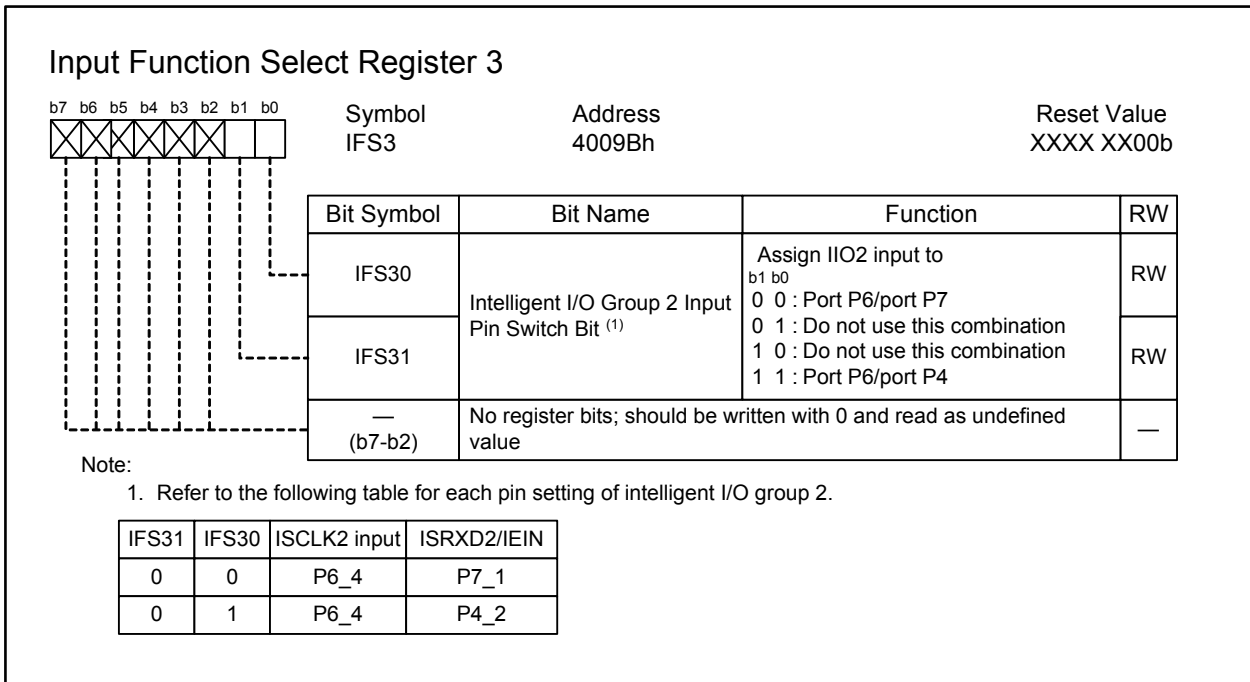 Input Function Select Register 3
b7 b6 b5 b4 b3 b2 b1 b0
Symbol Address Reset Value
IFS3 4009Bh XXXX XX00b
Bit Symbol Bit Name Function RW
IFS30 Intelligent I/O Group 2 Input Pin Switch Bit (1) Assign IIO2 input to RW
b1 b0
0 0 : Port P6/port P7
0 1 : Do not use this combination
IFS31 1 0 : Do not use this combination RW
1 1 : Port P6/port P4
— (b7-b2) No register bits; should be written with 0 and read as undefined value —
Note:
1. Refer to the following table for each pin setting of intelligent I/O group 2.
IFS31 IFS30 ISCLK2 input ISRXD2/IEIN
0 0 P6_4 P7_1
0 1 P6_4 P4_2